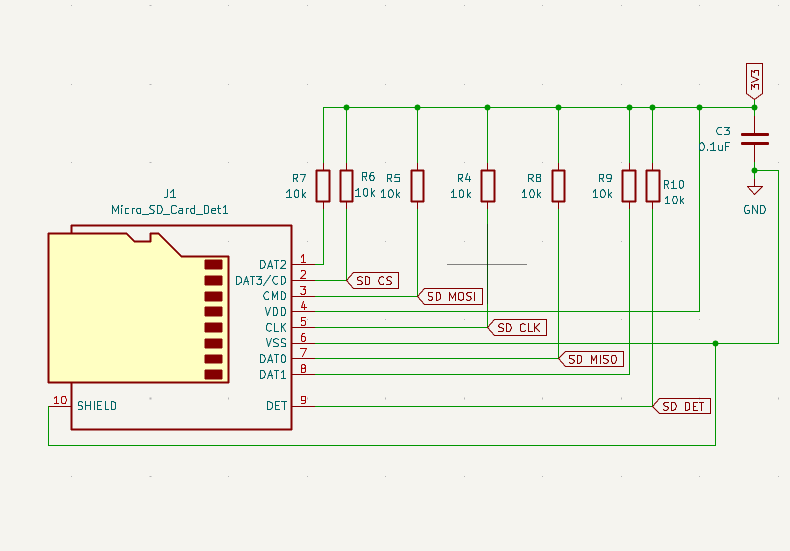 3V3
C3
0.1uF
GND
R7
10k
R6
10k
R5
10k
R4
10k
R8
10k
R9
10k
R10
10k
J1
Micro_SD_Card_Det1
DAT2 1
DAT3/CD 2 SD CS
CMD 3 SD MOSI
VDD 4
CLK 5 SD CLK
VSS 6
DAT0 7 SD MISO
DAT1 8
10 SHIELD DET 9 SD DET